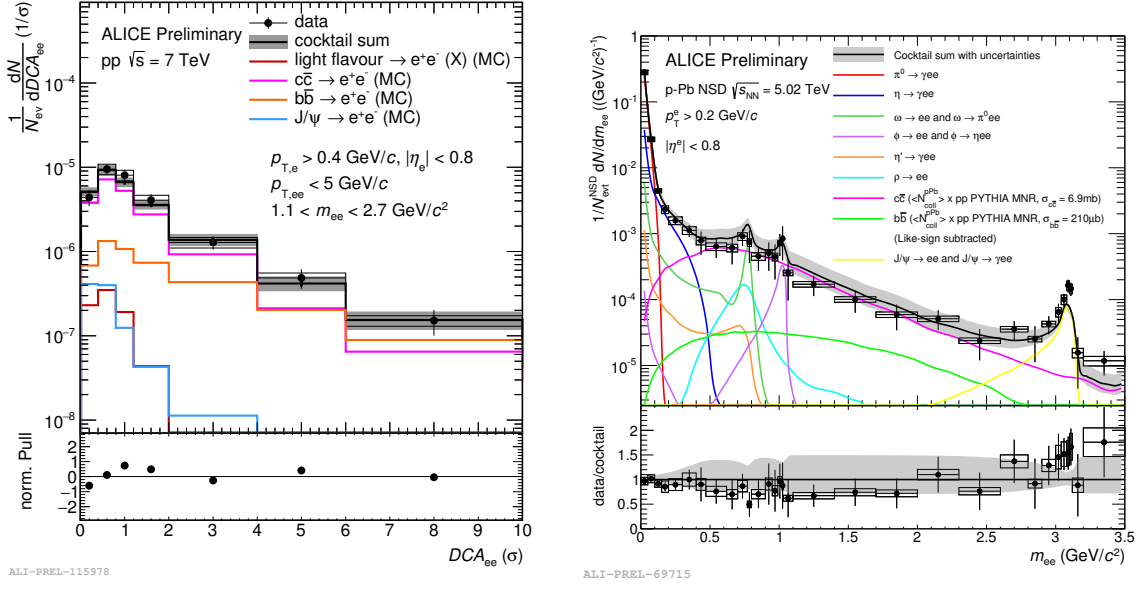 ALICE Preliminary
pp √s = 7 TeV
data
cocktail sum
light flavour → e⁺e⁻ (X) (MC)
cc̄ → e⁺e⁻ (MC)
bb̄ → e⁺e⁻ (MC)
J/ψ → e⁺e⁻ (MC)
p_T,e > 0.4 GeV/c, |η_e| < 0.8
p_T,ee < 5 GeV/c
1.1 < m_ee < 2.7 GeV/c²
1/N_ev dN/dDCA_ee (1/σ)
10⁻⁴
10⁻⁵
10⁻⁶
10⁻⁷
10⁻⁸
norm. Pull
2
1
0
−1
−2
0 1 2 3 4 5 6 7 8 9 10
DCA_ee (σ)
ALI-PREL-115978
ALICE Preliminary
p-Pb NSD √s_NN = 5.02 TeV
p_T^e > 0.2 GeV/c
|η^e| < 0.8
Cocktail sum with uncertainties
π⁰ → γee
η → γee
ω → ee and ω → π⁰ee
φ → ee and φ → ηee
η' → γee
ρ → ee
cc̄ (<N_coll^pPb> x pp PYTHIA MNR, σ_cc̄ = 6.9mb)
bb̄ (<N_coll^pPb> x pp PYTHIA MNR, σ_bb̄ = 210μb)
(Like-sign subtracted)
J/ψ → ee and J/ψ → γee
1/N_evt^NSD dN/dm_ee ((GeV/c²)⁻¹)
1
10⁻¹
10⁻²
10⁻³
10⁻⁴
10⁻⁵
data/cocktail
2
1.5
1.0
0.5
0
0 0.5 1 1.5 2 2.5 3 3.5
m_ee (GeV/c²)
ALI-PREL-69715